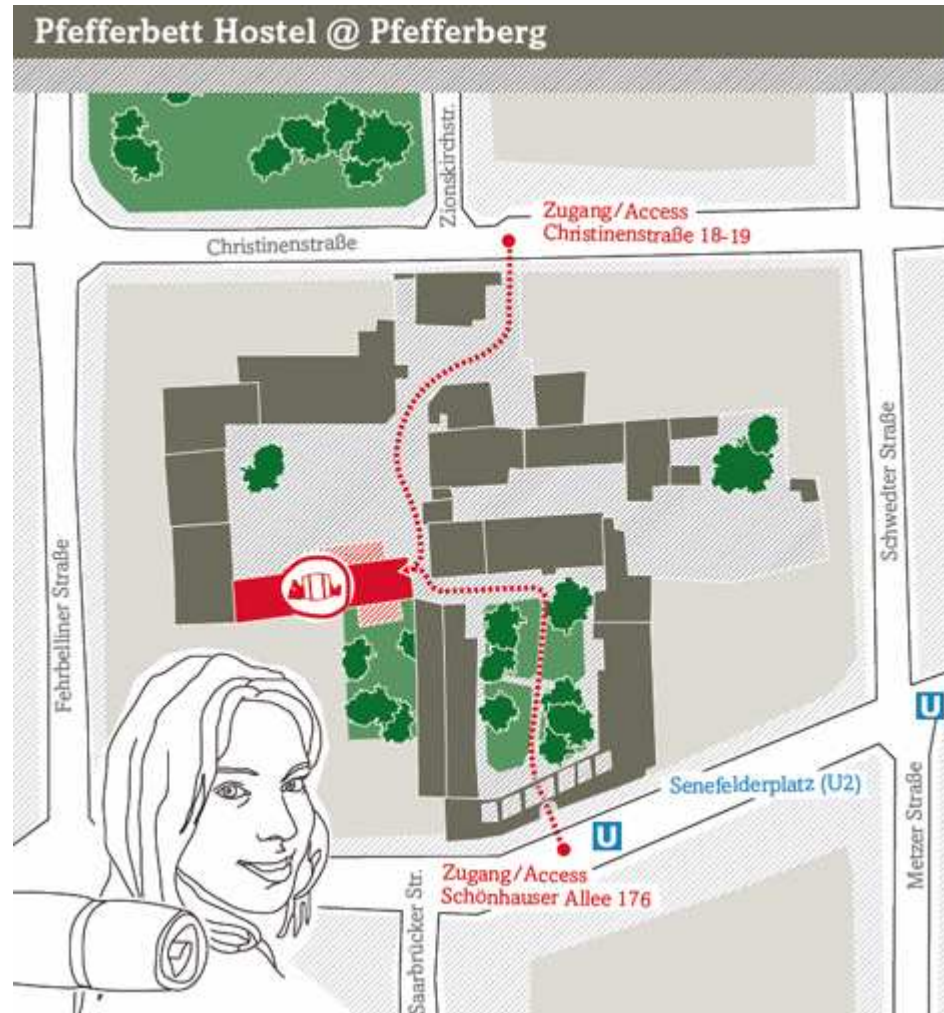 Pfefferbett Hostel @ Pfefferberg
Zionskirchstr.
Zugang/Access
Christinenstraße 18-19
Christinenstraße
Schwedter Straße
Fehrbelliner Straße
U
Senefelderplatz (U2)
U
Metzer Straße
Zugang/Access
Schönhauser Allee 176
Saarbrücker Str.